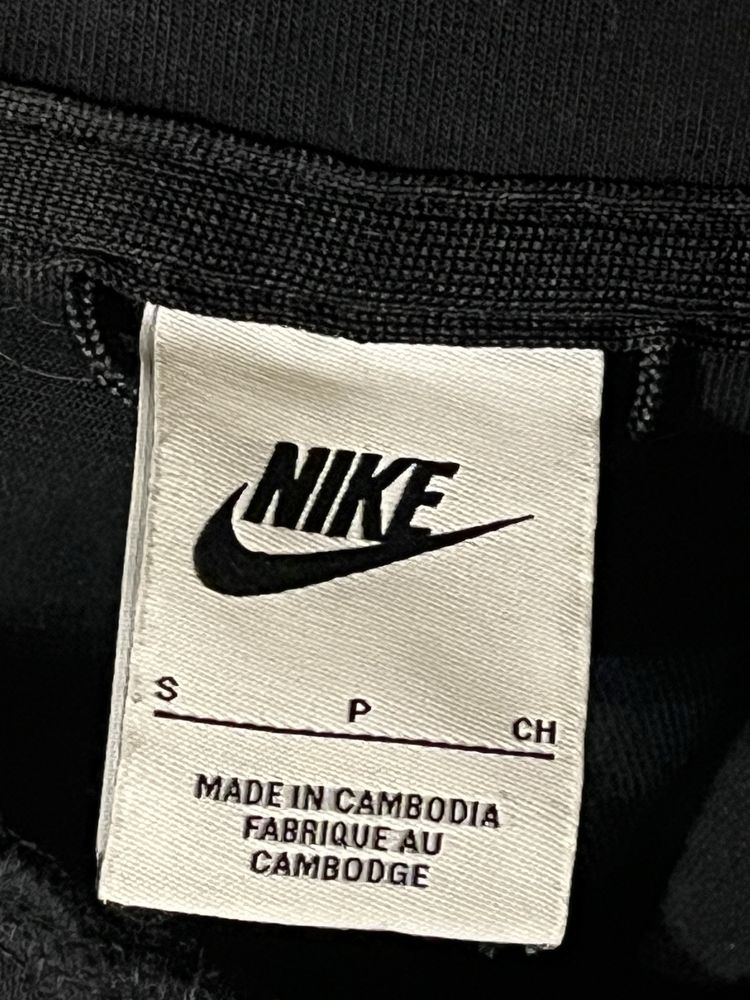 NIKE
S P CH
MADE IN CAMBODIA
FABRIQUE AU
CAMBODGE